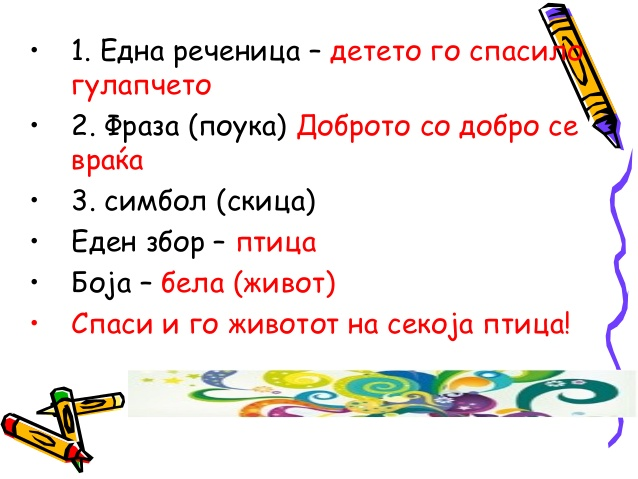 • 1. Една реченица – детето го спасило
гулапчето
• 2. Фраза (поука) Доброто со добро се
враќа
• 3. симбол (скица)
• Еден збор – птица
• Боја – бела (живот)
• Спаси и го животот на секоја птица!